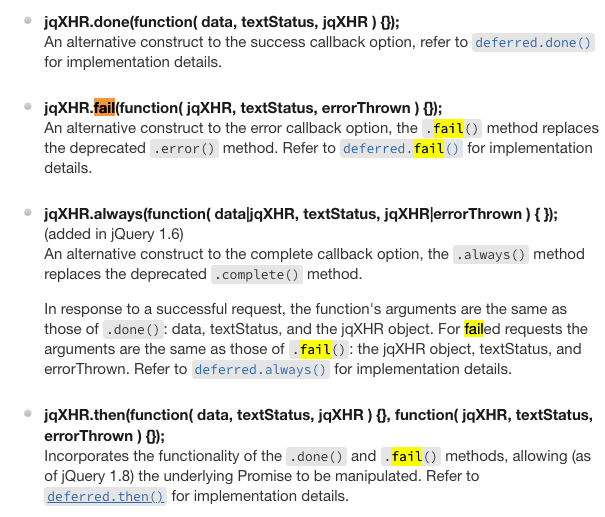 jqXHR.done(function( data, textStatus, jqXHR ) {});
An alternative construct to the success callback option, refer to deferred.done()
for implementation details.
jqXHR.fail(function( jqXHR, textStatus, errorThrown ) {});
An alternative construct to the error callback option, the .fail() method replaces
the deprecated .error() method. Refer to deferred.fail() for implementation
details.
jqXHR.always(function( data|jqXHR, textStatus, jqXHR|errorThrown ) { });
(added in jQuery 1.6)
An alternative construct to the complete callback option, the .always() method
replaces the deprecated .complete() method.
In response to a successful request, the function's arguments are the same as
those of .done(): data, textStatus, and the jqXHR object. For failed requests the
arguments are the same as those of .fail(): the jqXHR object, textStatus, and
errorThrown. Refer to deferred.always() for implementation details.
jqXHR.then(function( data, textStatus, jqXHR ) {}, function( jqXHR, textStatus,
errorThrown ) {});
Incorporates the functionality of the .done() and .fail() methods, allowing (as
of jQuery 1.8) the underlying Promise to be manipulated. Refer to
deferred.then() for implementation details.